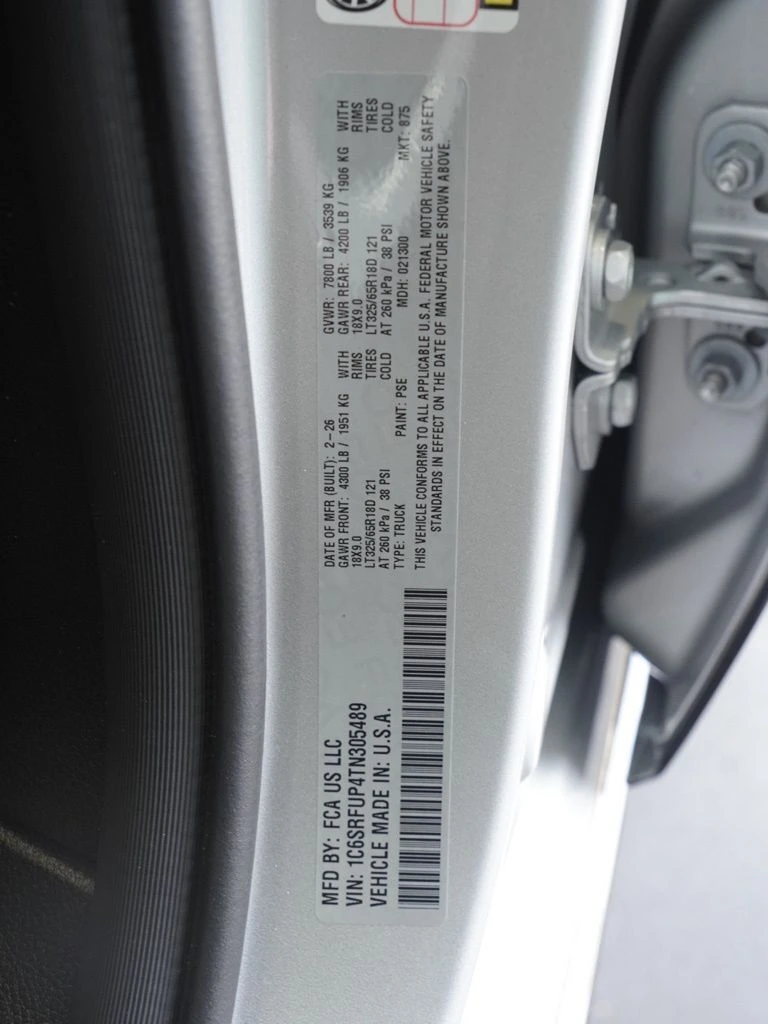 MFD BY: FCA US LLC
VIN: 1C6SRFUP4TN305489
VEHICLE MADE IN: U.S.A.
DATE OF MFR (BUILT): 2-26
GVWR: 7800 LB / 3539 KG
GAWR FRONT: 4300 LB / 1951 KG WITH
18X9.0 RIMS
LT325/65R18D 121 TIRES
AT 260 kPa / 38 PSI COLD
GAWR REAR: 4200 LB / 1906 KG WITH
18X9.0 RIMS
LT325/65R18D 121 TIRES
AT 260 kPa / 38 PSI COLD
TYPE: TRUCK PAINT: PSE MDH: 021300 MKT: 875
THIS VEHICLE CONFORMS TO ALL APPLICABLE U.S.A. FEDERAL MOTOR VEHICLE SAFETY
STANDARDS IN EFFECT ON THE DATE OF MANUFACTURE SHOWN ABOVE.